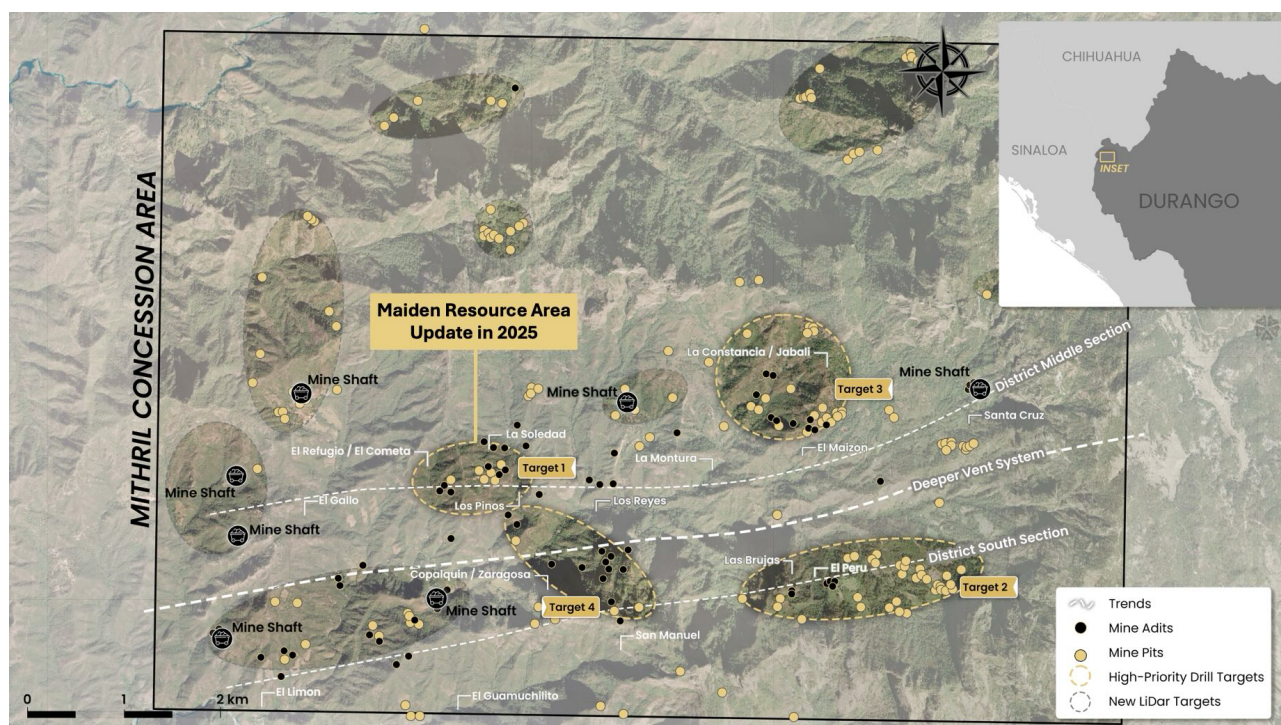 CHIHUAHUA
SINALOA
INSET
DURANGO
MITHRIL CONCESSION AREA
Maiden Resource Area
Update in 2025
La Constancia / Jabali
District Middle Section
Mine Shaft
Mine Shaft
Mine Shaft
Target 3
Santa Cruz
La Soledad
El Refugio / El Cometa
El Maizon
La Montura
Target 1
Mine Shaft
Deeper Vent System
El Gallo
Los Pinos
Los Reyes
Mine Shaft
District South Section
Las Brujas
El Peru
Copalquin / Zaragosa
Target 2
Target 4
Mine Shaft
Mine Shaft
San Manuel
El Limon
El Guamuchilito
0 1 2 km
Trends
Mine Adits
Mine Pits
High-Priority Drill Targets
New LiDar Targets